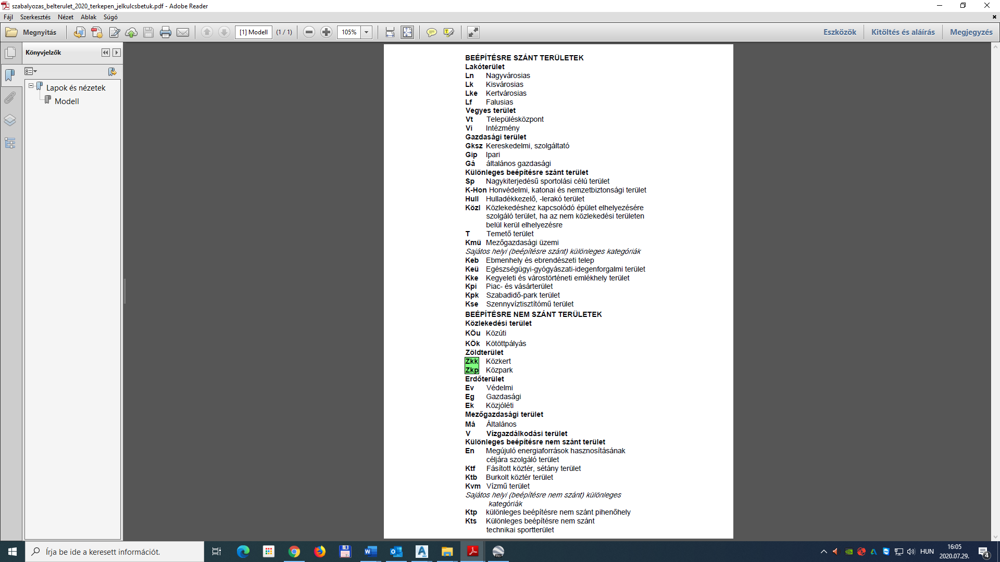 szabalyozas_belterulet_2020_terkepen_jelkulcsbetuk.pdf - Adobe Reader
Fájl Szerkesztés Nézet Ablak Súgó
Megnyitás [1] Modell (1 / 1) 105% Eszközök Kitöltés és aláírás Megjegyzés
Könyvjelzők
Lapok és nézetek
Modell
BEÉPÍTÉSRE SZÁNT TERÜLETEK
Lakóterület
Ln Nagyvárosias
Lk Kisvárosias
Lke Kertvárosias
Lf Falusias
Vegyes terület
Vt Településközpont
Vi Intézmény
Gazdasági terület
Gksz Kereskedelmi, szolgáltató
Gip Ipari
Gá általános gazdasági
Különleges beépítésre szánt terület
Sp Nagykiterjedésű sportolási célú terület
K-Hon Honvédelmi, katonai és nemzetbiztonsági terület
Hull Hulladékkezelő, -lerakó terület
Közl Közlekedéshez kapcsolódó épület elhelyezésére
szolgáló terület, ha az nem közlekedési területen
belül kerül elhelyezésre
T Temető terület
Kmü Mezőgazdasági üzemi
Sajátos helyi (beépítésre szánt) különleges kategóriák
Keb Ebmenhely és ebrendészeti telep
Keü Egészségügyi-gyógyászati-idegenforgalmi terület
Kke Kegyeleti és várostörténeti emlékhely terület
Kpi Piac- és vásárterület
Kpk Szabadidő-park terület
Kse Szennyvíztisztítómű terület
BEÉPÍTÉSRE NEM SZÁNT TERÜLETEK
Közlekedési terület
KÖu Közúti
KÖk Kötöttpályás
Zöldterület
Zkk Közkert
Zkp Közpark
Erdőterület
Ev Védelmi
Eg Gazdasági
Ek Közjóléti
Mezőgazdasági terület
Má Általános
V Vízgazdálkodási terület
Különleges beépítésre nem szánt terület
En Megújuló energiaforrások hasznosításának
céljára szolgáló terület
Ktf Fásított köztér, sétány terület
Ktb Burkolt köztér terület
Kvm Vízmű terület
Sajátos helyi (beépítésre nem szánt) különleges
kategóriák
Ktp különleges beépítésre nem szánt pihenőhely
Kts Különleges beépítésre nem szánt
technikai sportterület
Írja be ide a keresett információt.
HUN 16:05
2020.07.29.
4